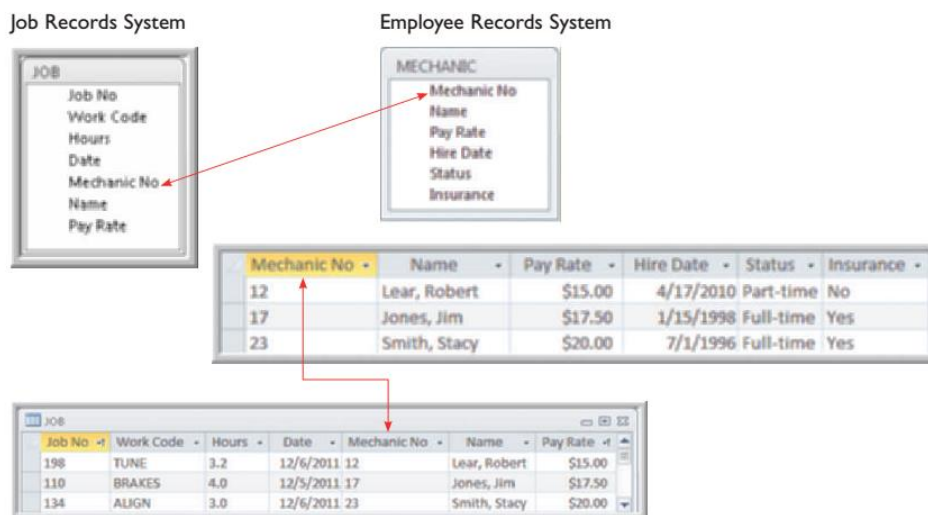 Job Records System
Employee Records System
JOB
Job No
Work Code
Hours
Date
Mechanic No
Name
Pay Rate
MECHANIC
Mechanic No
Name
Pay Rate
Hire Date
Status
Insurance
Mechanic No Name Pay Rate Hire Date Status Insurance
12 Lear, Robert $15.00 4/17/2010 Part-time No
17 Jones, Jim $17.50 1/15/1998 Full-time Yes
23 Smith, Stacy $20.00 7/1/1996 Full-time Yes
JOB
Job No Work Code Hours Date Mechanic No Name Pay Rate
198 TUNE 3.2 12/6/2011 12 Lear, Robert $15.00
110 BRAKES 4.0 12/5/2011 17 Jones, Jim $17.50
134 ALIGN 3.0 12/6/2011 23 Smith, Stacy $20.00